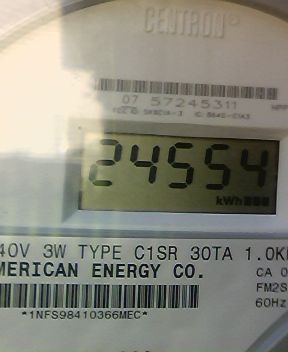 CENTRON®
07 57245311
24554
kWh
40V 3W TYPE C1SR 30TA 1.0K
MERICAN ENERGY CO.
CA 0
FM2S
60Hz
*1NFS98410366MEC*